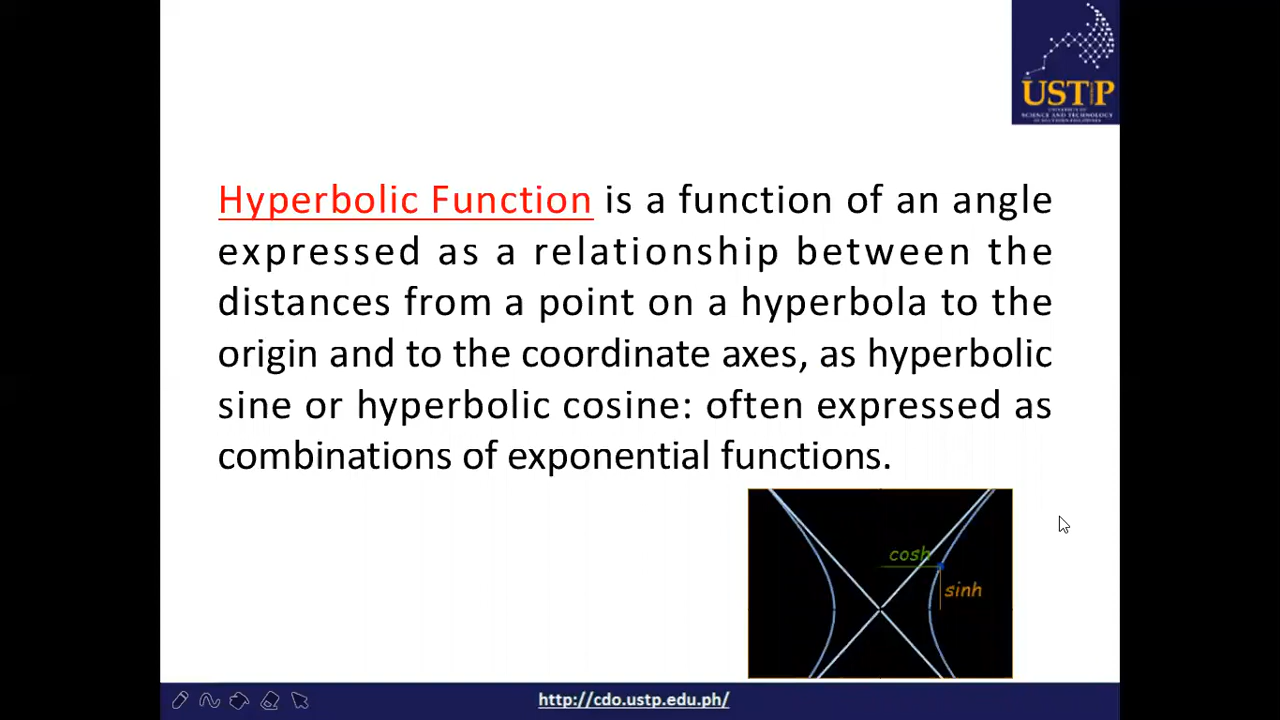 USTP
UNIVERSITY OF
SCIENCE AND TECHNOLOGY
OF SOUTHERN PHILIPPINES
Hyperbolic Function is a function of an angle
expressed as a relationship between the
distances from a point on a hyperbola to the
origin and to the coordinate axes, as hyperbolic
sine or hyperbolic cosine: often expressed as
combinations of exponential functions.
cosh
sinh
http://cdo.ustp.edu.ph/